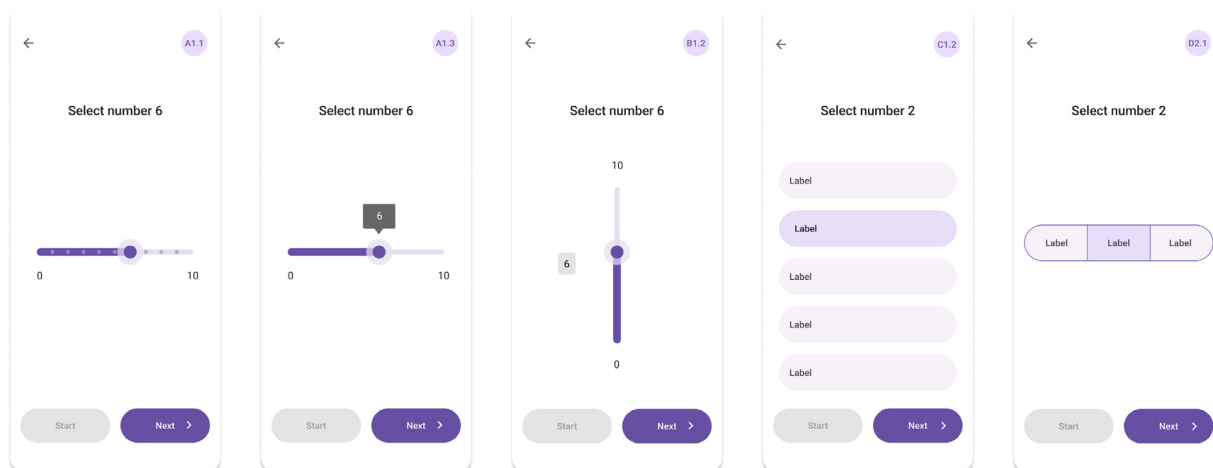 A1.1
Select number 6
0
10
Start
Next
A1.3
Select number 6
6
0
10
Start
Next
B1.2
Select number 6
10
6
0
Start
Next
C1.2
Select number 2
Label
Label
Label
Label
Label
Start
Next
D2.1
Select number 2
Label Label Label
Start
Next